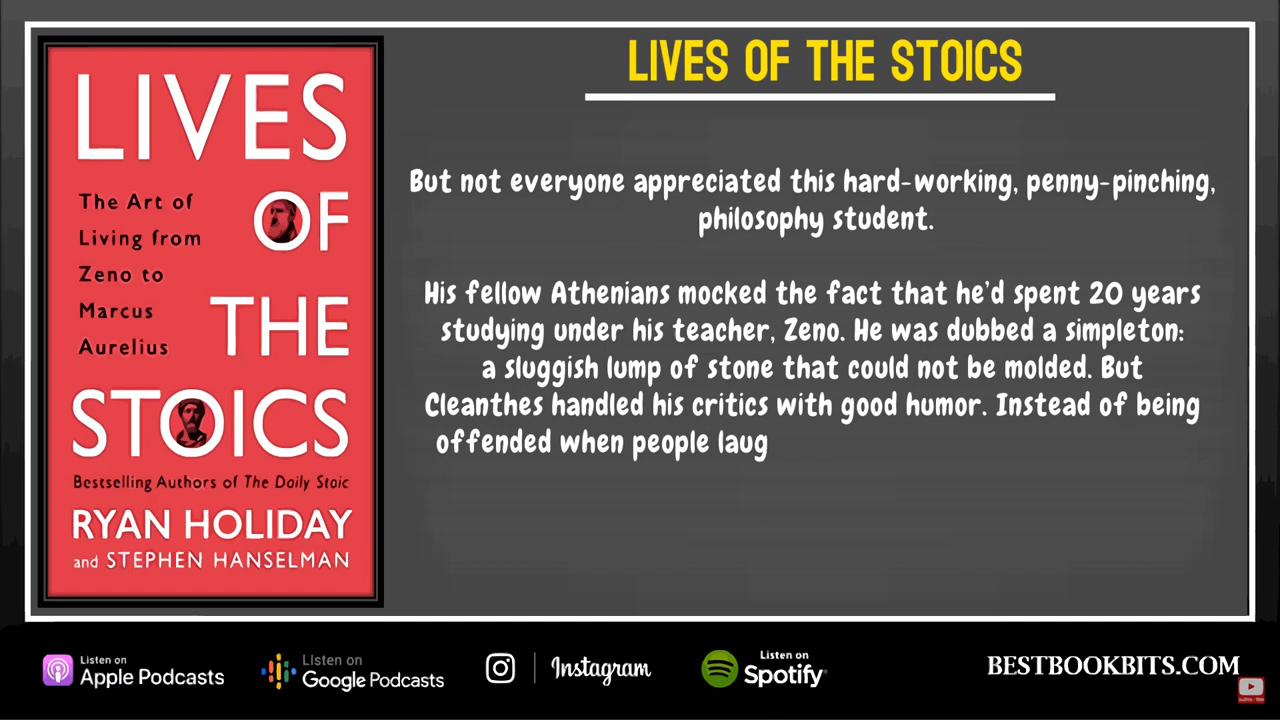 LIVES OF THE STOICS
LIVES
OF
THE
STOICS
The Art of
Living from
Zeno to
Marcus
Aurelius
Bestselling Authors of The Daily Stoic
RYAN HOLIDAY
and STEPHEN HANSELMAN
But not everyone appreciated this hard-working, penny-pinching,
philosophy student.
His fellow Athenians mocked the fact that he'd spent 20 years
studying under his teacher, Zeno. He was dubbed a simpleton:
a sluggish lump of stone that could not be molded. But
Cleanthes handled his critics with good humor. Instead of being
offended when people laug
Listen on
Apple Podcasts
Listen on
Google Podcasts
Instagram
Listen on
Spotify
BESTBOOKBITS.COM